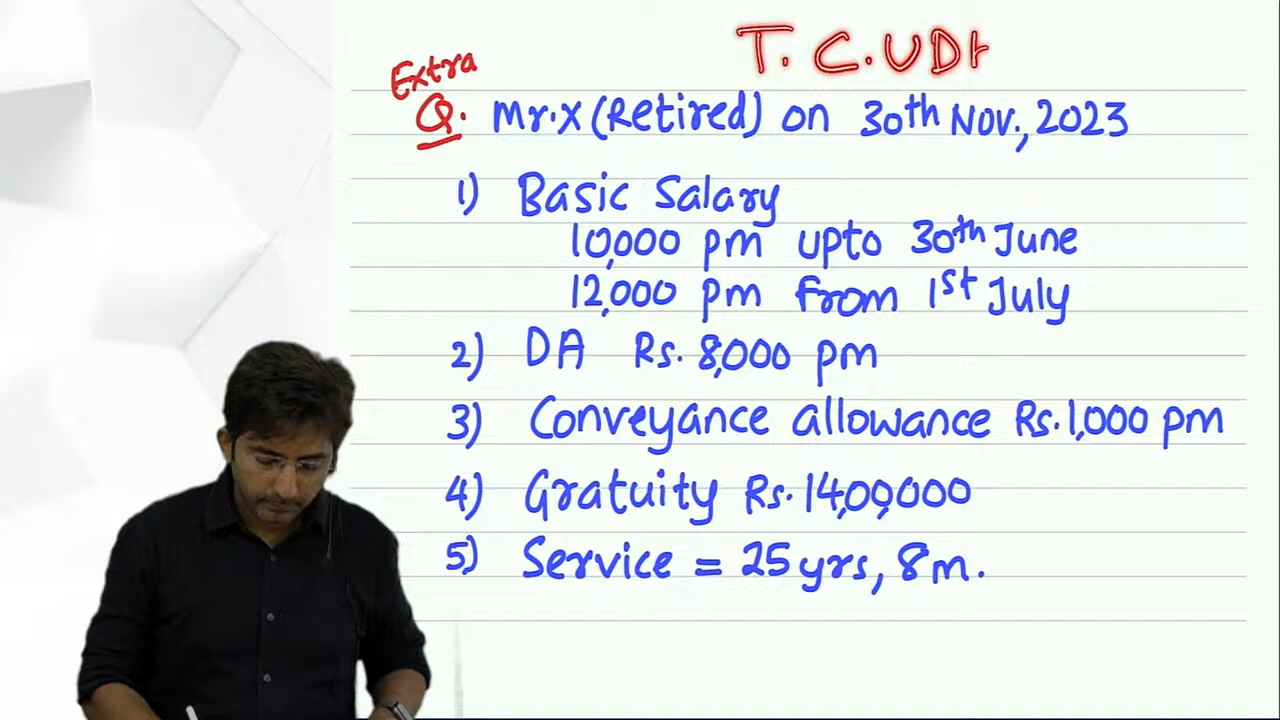 T. C. UDt
Extra
Q. Mr.X (Retired) on 30th Nov., 2023
1) Basic Salary
10,000 pm upto 30th June
12,000 pm from 1st July
2) DA Rs. 8,000 pm
3) Conveyance allowance Rs. 1,000 pm
4) Gratuity Rs. 14,00,000
5) Service = 25 yrs, 8 m.